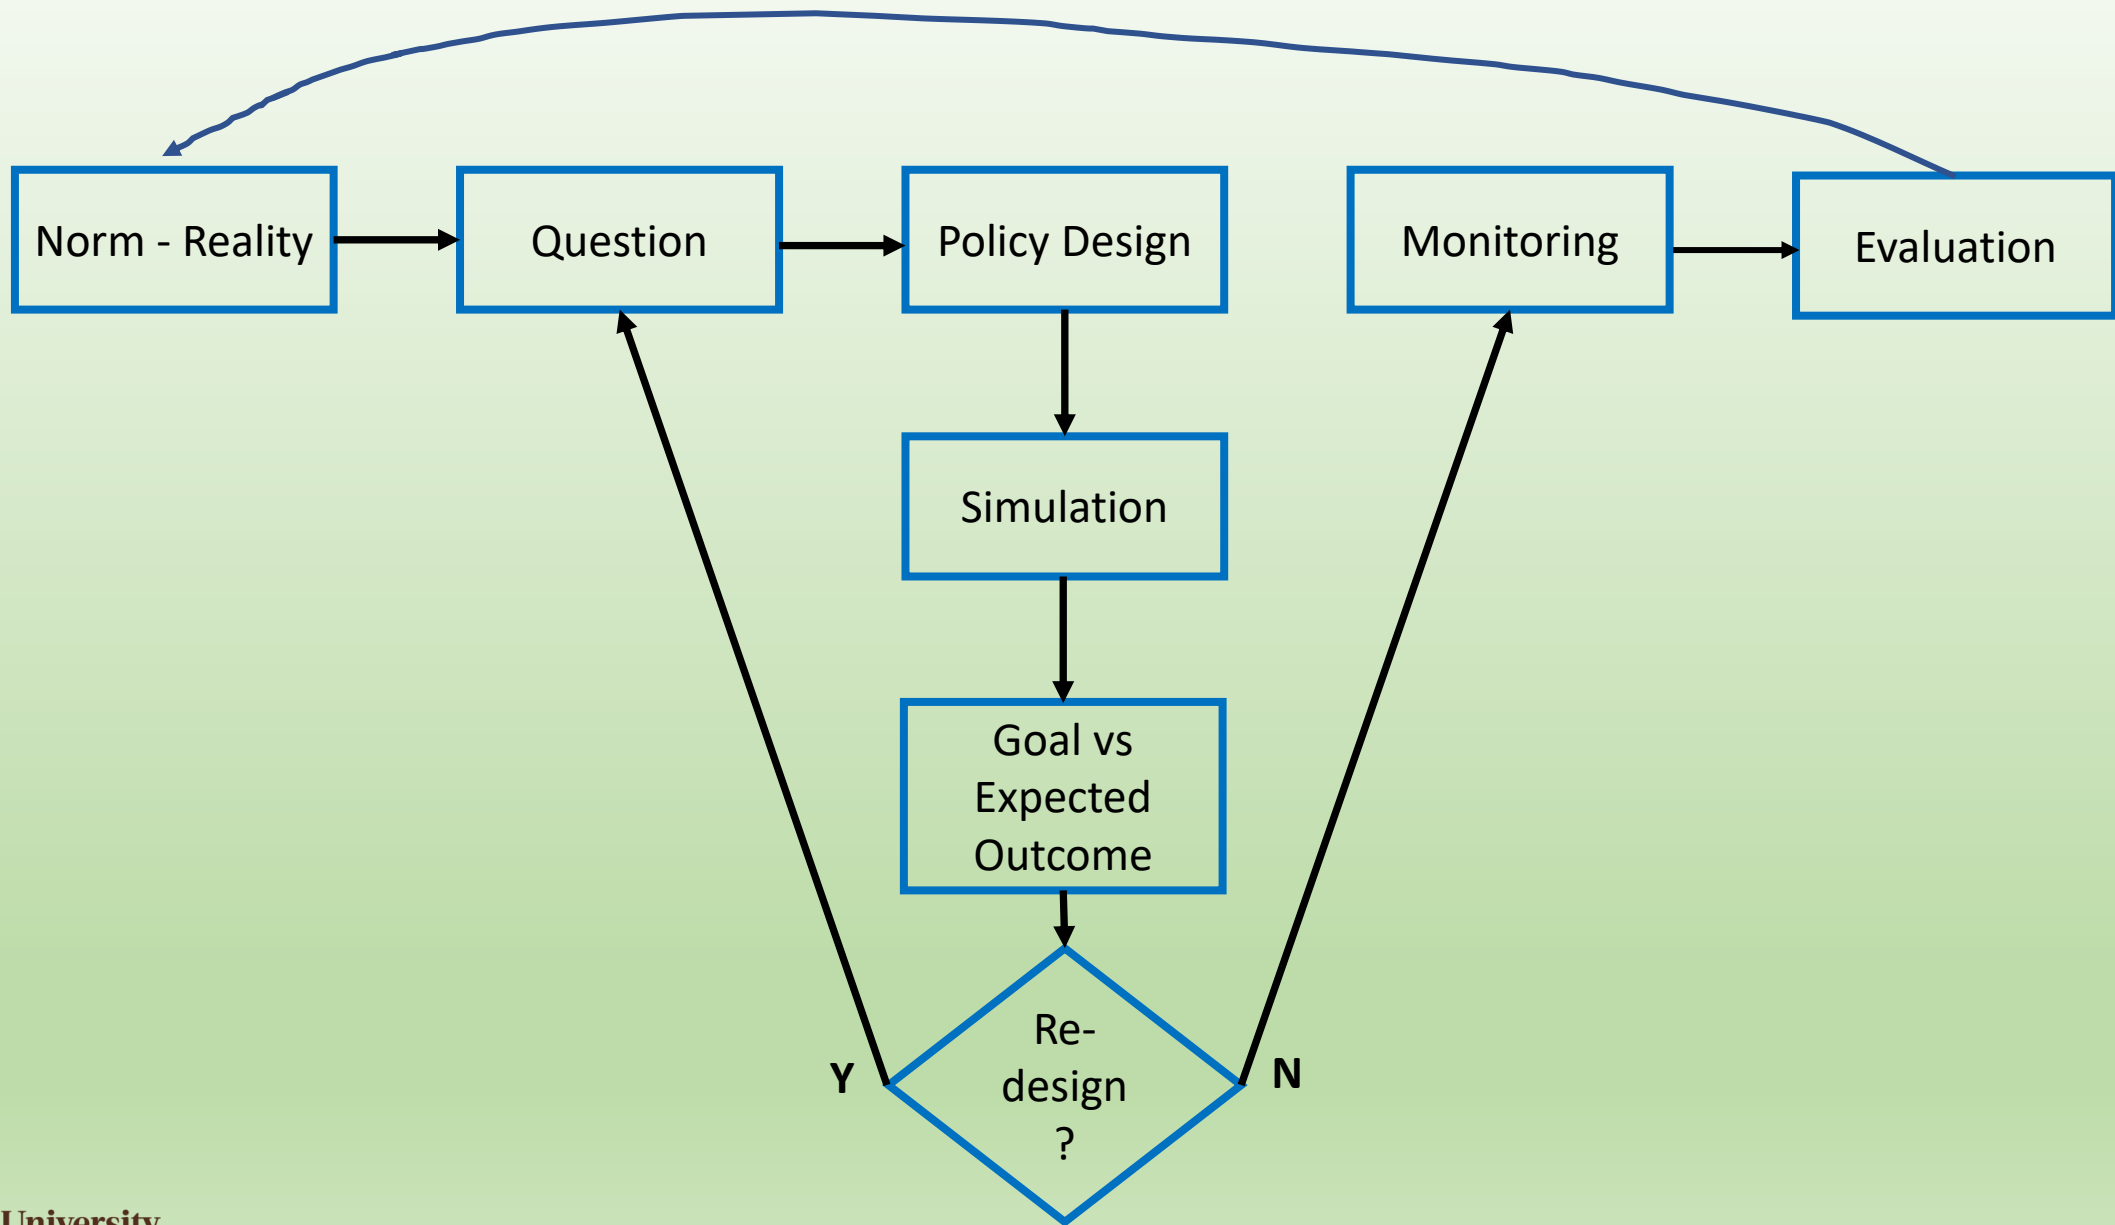 Norm - Reality
Question
Policy Design
Monitoring
Evaluation
Simulation
Goal vs
Expected
Outcome
Re-
design
?
Y
N
University